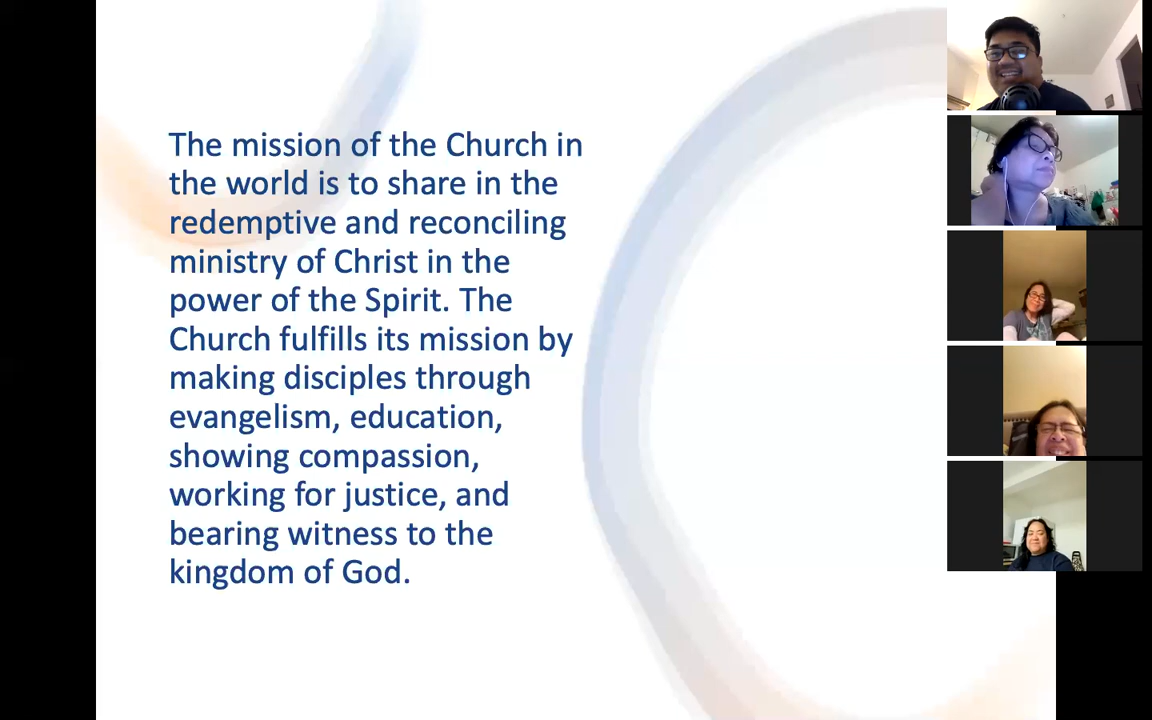 The mission of the Church in
the world is to share in the
redemptive and reconciling
ministry of Christ in the
power of the Spirit. The
Church fulfills its mission by
making disciples through
evangelism, education,
showing compassion,
working for justice, and
bearing witness to the
kingdom of God.